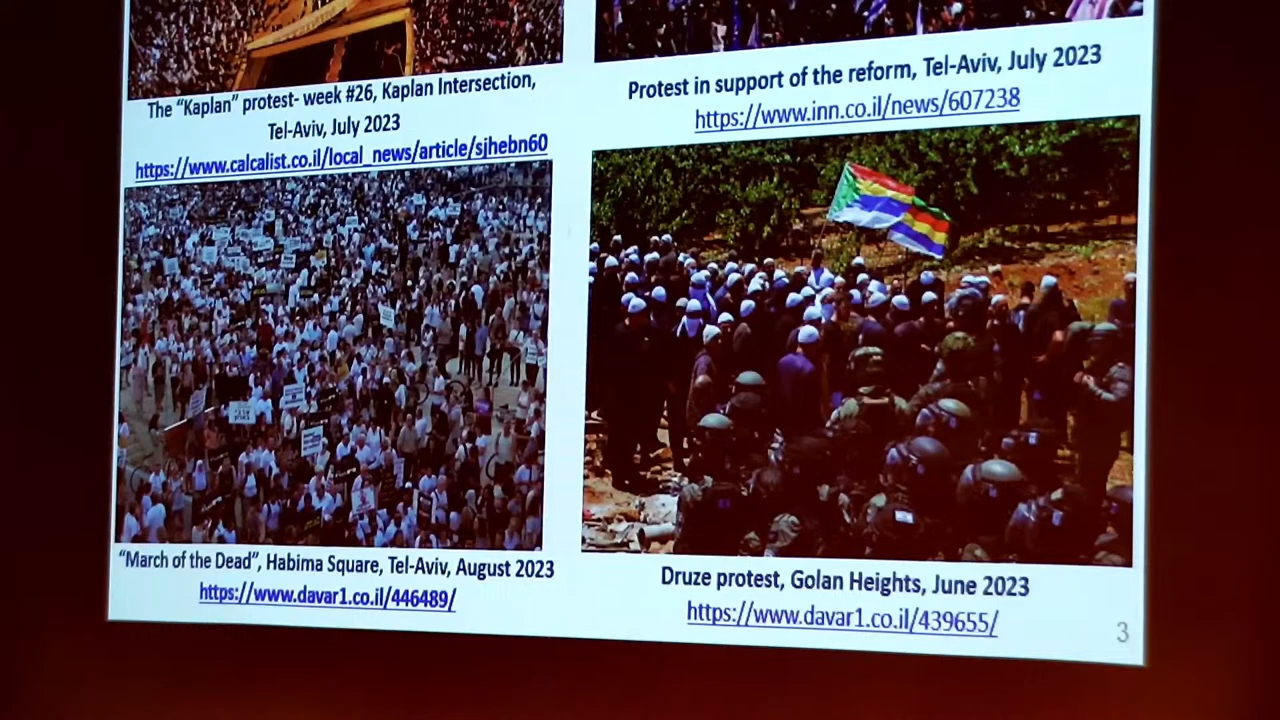 The "Kaplan" protest- week #26, Kaplan Intersection,
Tel-Aviv, July 2023
https://www.calcalist.co.il/local_news/article/sjhebn60
Protest in support of the reform, Tel-Aviv, July 2023
https://www.inn.co.il/news/607238
"March of the Dead", Habima Square, Tel-Aviv, August 2023
https://www.davar1.co.il/446489/
Druze protest, Golan Heights, June 2023
https://www.davar1.co.il/439655/
3